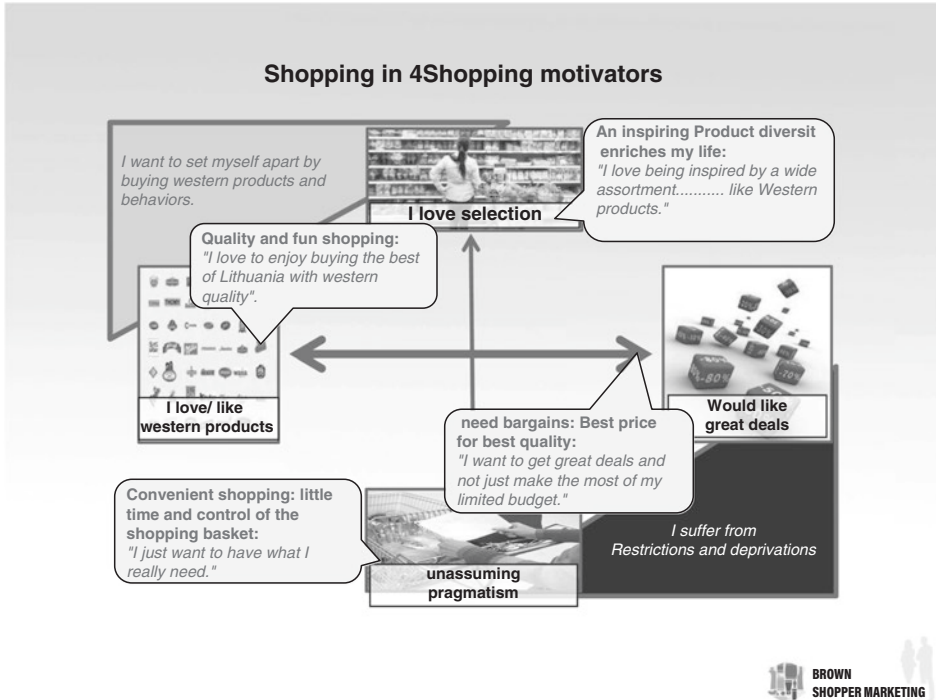 Shopping in 4Shopping motivators
I want to set myself apart by
buying western products and
behaviors.
I love selection
An inspiring Product diversit
enriches my life:
"I love being inspired by a wide
assortment........... like Western
products."
Quality and fun shopping:
"I love to enjoy buying the best
of Lithuania with western
quality".
I love/ like
western products
Would like
great deals
need bargains: Best price
for best quality:
"I want to get great deals and
not just make the most of my
limited budget."
Convenient shopping: little
time and control of the
shopping basket:
"I just want to have what I
really need."
unassuming
pragmatism
I suffer from
Restrictions and deprivations
BROWN
SHOPPER MARKETING